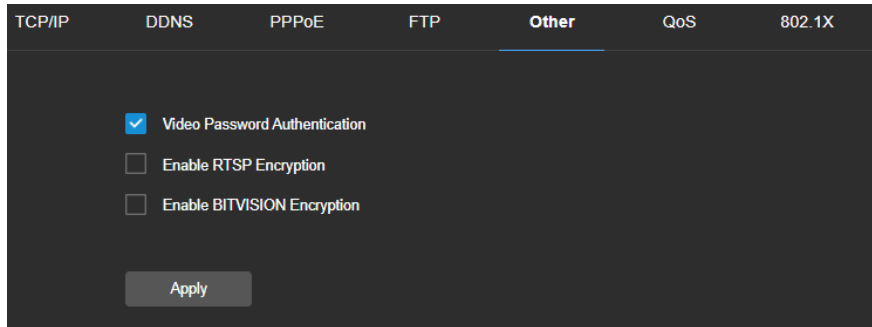 TCP/IP DDNS PPPoE FTP Other QoS 802.1X
Video Password Authentication
Enable RTSP Encryption
Enable BITVISION Encryption
Apply